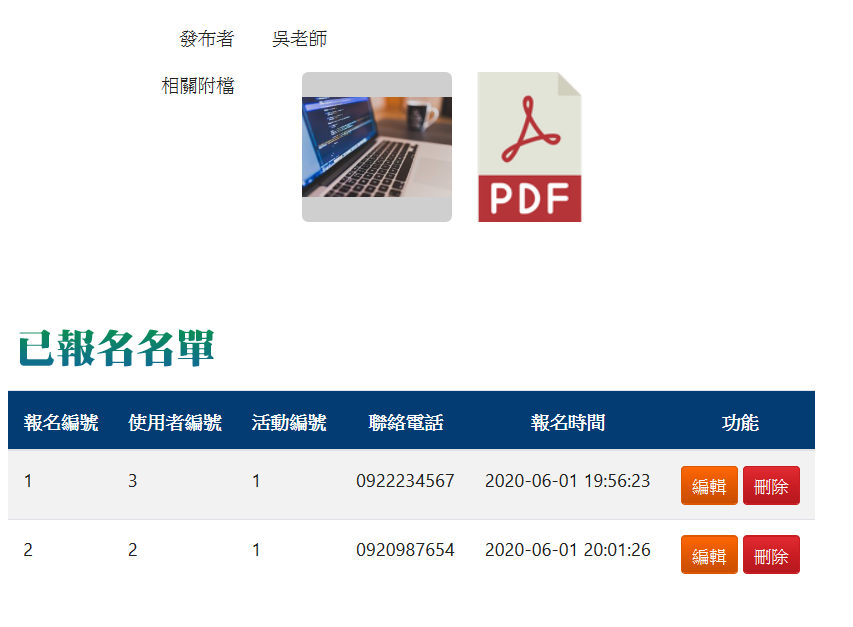 發布者 吳老師
相關附檔
PDF
已報名名單
報名編號 使用者編號 活動編號 聯絡電話 報名時間 功能
1 3 1 0922234567 2020-06-01 19:56:23 編輯 刪除
2 2 1 0920987654 2020-06-01 20:01:26 編輯 刪除